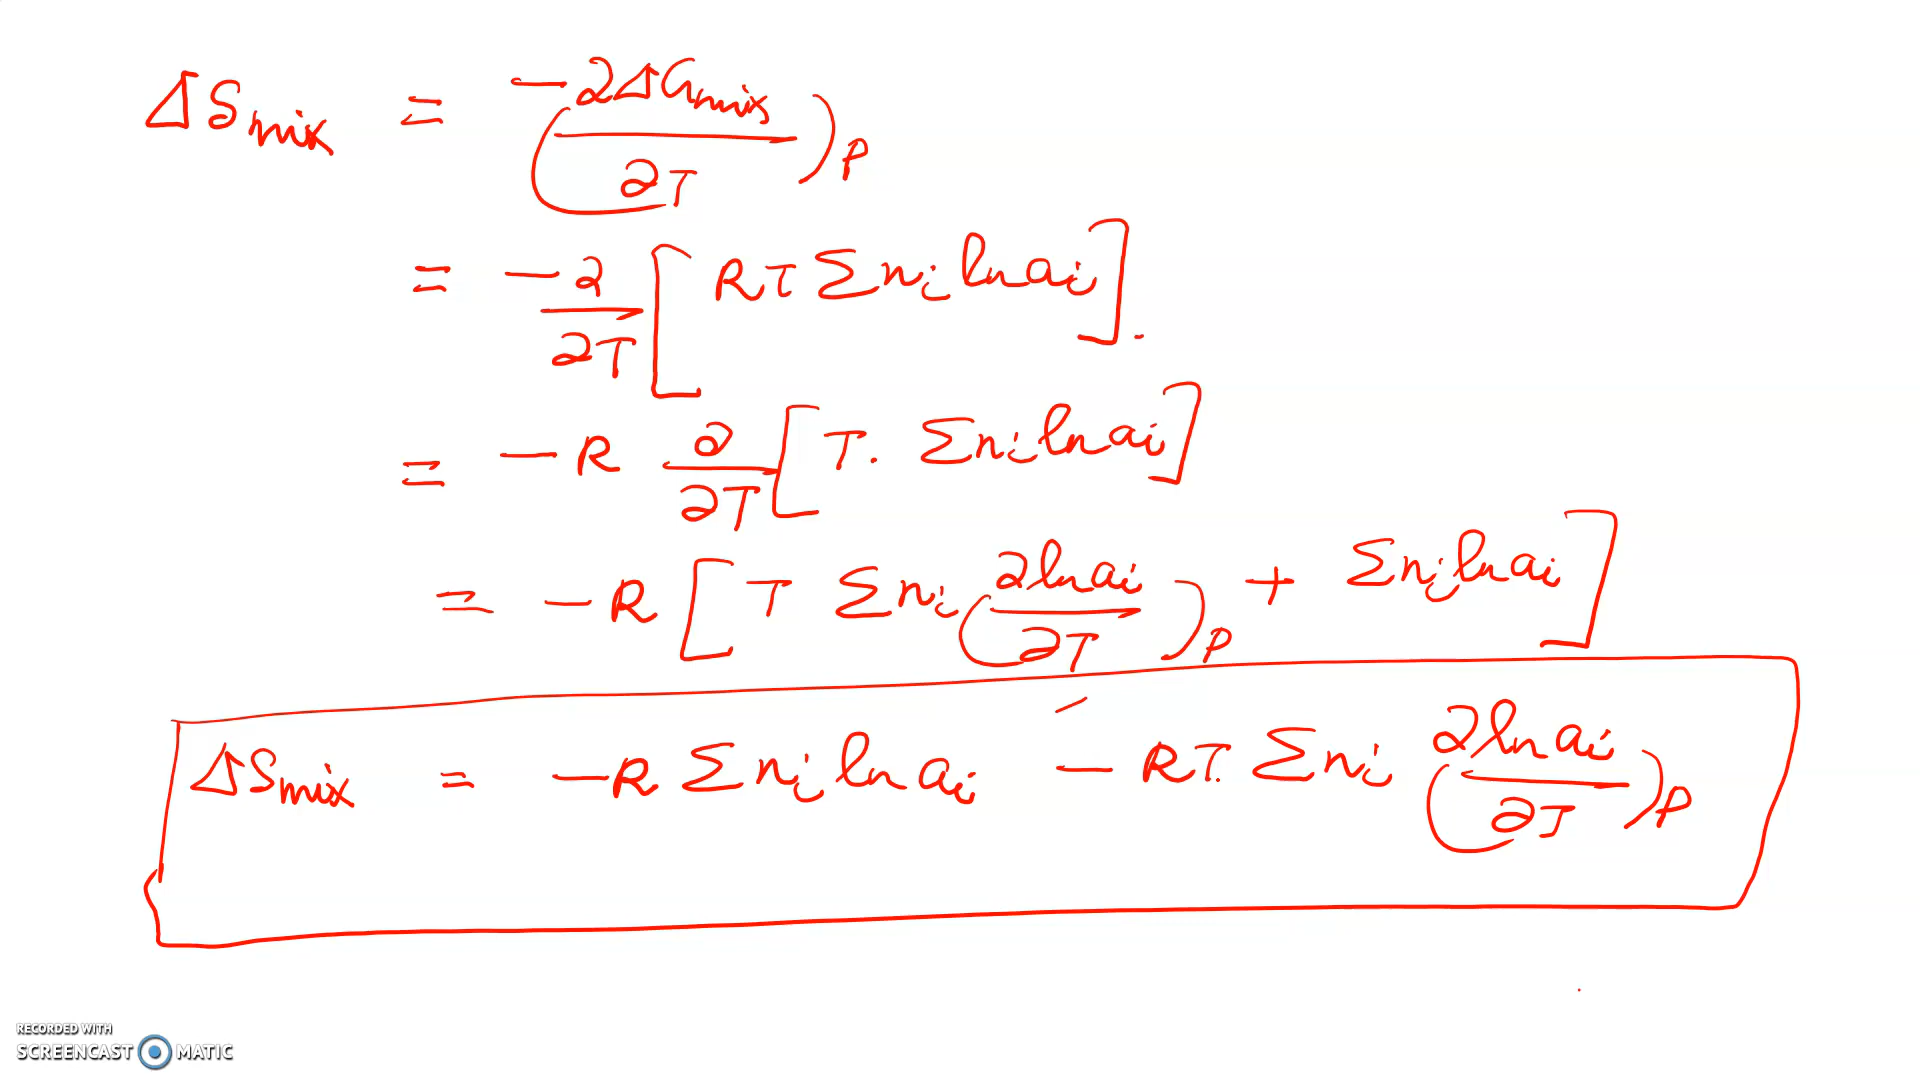 ΔS_mix = -(∂ΔG_mix / ∂T)_P
= -∂/∂T [RT Σn_i ln a_i].
= -R ∂/∂T [T. Σn_i ln a_i]
= -R [T Σn_i (∂ln a_i / ∂T)_P + Σn_i ln a_i]
ΔS_mix = -R Σn_i ln a_i - RT. Σn_i (∂ln a_i / ∂T)_P
RECORDED WITH
SCREENCAST MATIC